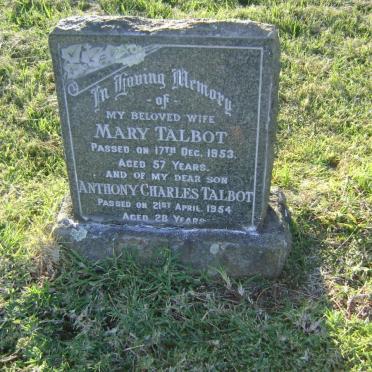 In Loving Memory
- of -
MY BELOVED WIFE
MARY TALBOT
PASSED ON 17TH DEC. 1953.
AGED 57 YEARS.
AND OF MY DEAR SON
ANTHONY CHARLES TALBOT
PASSED ON 21ST APRIL 1954
AGED 28 YEARS